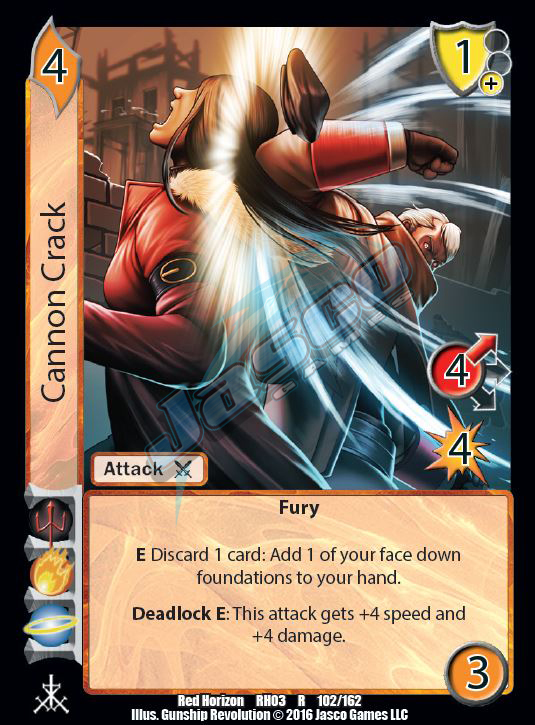 4
1
+
Cannon Crack
Jasco
4
4
Attack
Fury
E Discard 1 card: Add 1 of your face down
foundations to your hand.
Deadlock E: This attack gets +4 speed and
+4 damage.
3
Red Horizon RH03 R 102/162
Illus. Gunship Revolution © 2016 Jasco Games LLC